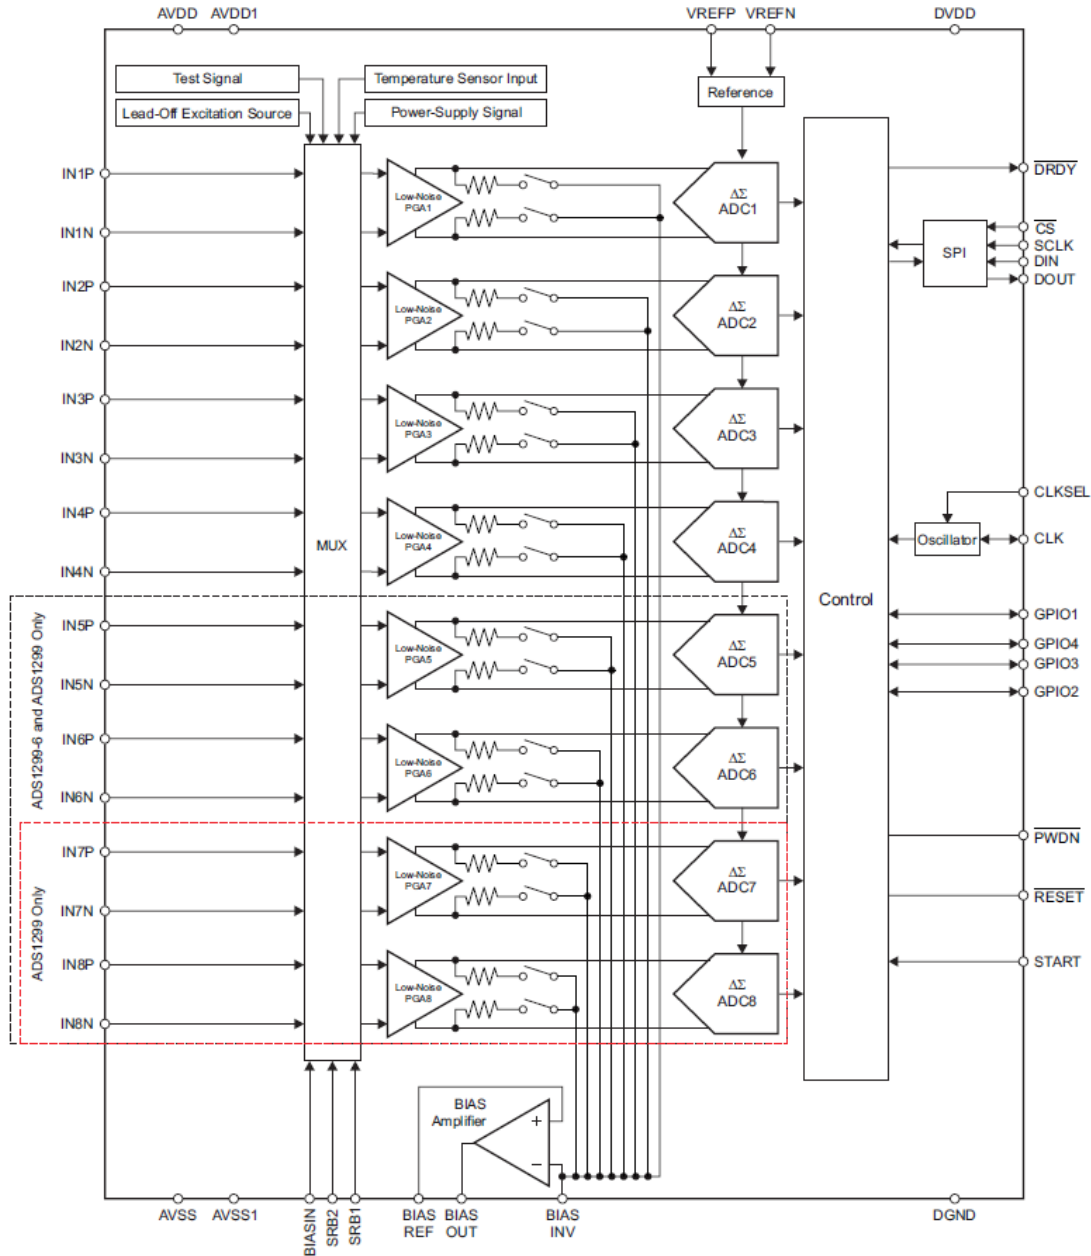 AVDD AVDD1 VREFP VREFN DVDD
Test Signal
Temperature Sensor Input
Lead-Off Excitation Source
Power-Supply Signal
Reference
IN1P
IN1N
Low-Noise
PGA1
ΔΣ
ADC1
IN2P
IN2N
Low-Noise
PGA2
ΔΣ
ADC2
IN3P
IN3N
Low-Noise
PGA3
ΔΣ
ADC3
IN4P
IN4N
MUX
Low-Noise
PGA4
ΔΣ
ADC4
ADS1299-6 and ADS1299 Only
IN5P
IN5N
Low-Noise
PGA5
ΔΣ
ADC5
IN6P
IN6N
Low-Noise
PGA6
ΔΣ
ADC6
ADS1299 Only
IN7P
IN7N
Low-Noise
PGA7
ΔΣ
ADC7
IN8P
IN8N
Low-Noise
PGA8
ΔΣ
ADC8
Control
DRDY
SPI
CS
SCLK
DIN
DOUT
CLKSEL
Oscillator
CLK
GPIO1
GPIO4
GPIO3
GPIO2
PWDN
RESET
START
BIAS
Amplifier
+
−
AVSS AVSS1
BIASIN
SRB2
SRB1
BIAS
REF
BIAS
OUT
BIAS
INV
DGND